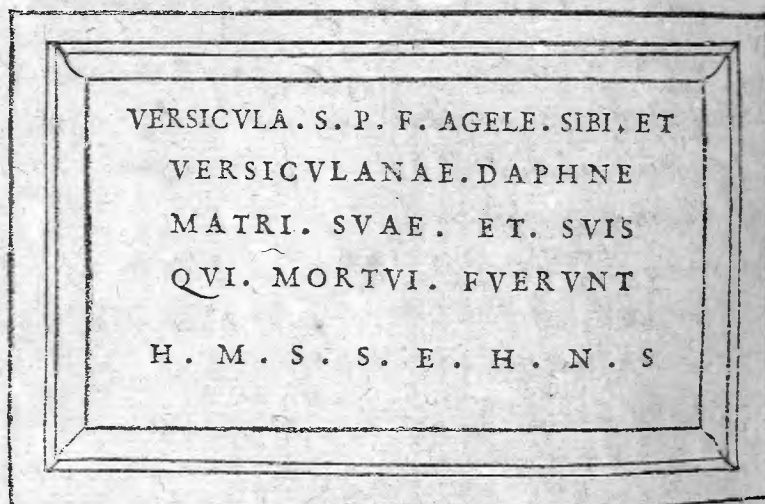 VERSICVLA. S. P. F. AGELE. SIBI. ET
VERSICVLANAE. DAPHNE
MATRI. SVAE. ET. SVIS
QVI. MORTVI. FVERVNT
H. M. S. S. E. H. N. S